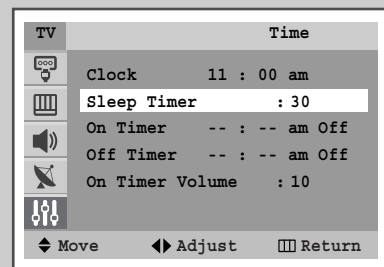 TV Time
Clock 11 : 00 am
Sleep Timer : 30
On Timer -- : -- am Off
Off Timer -- : -- am Off
On Timer Volume : 10
Move Adjust Return